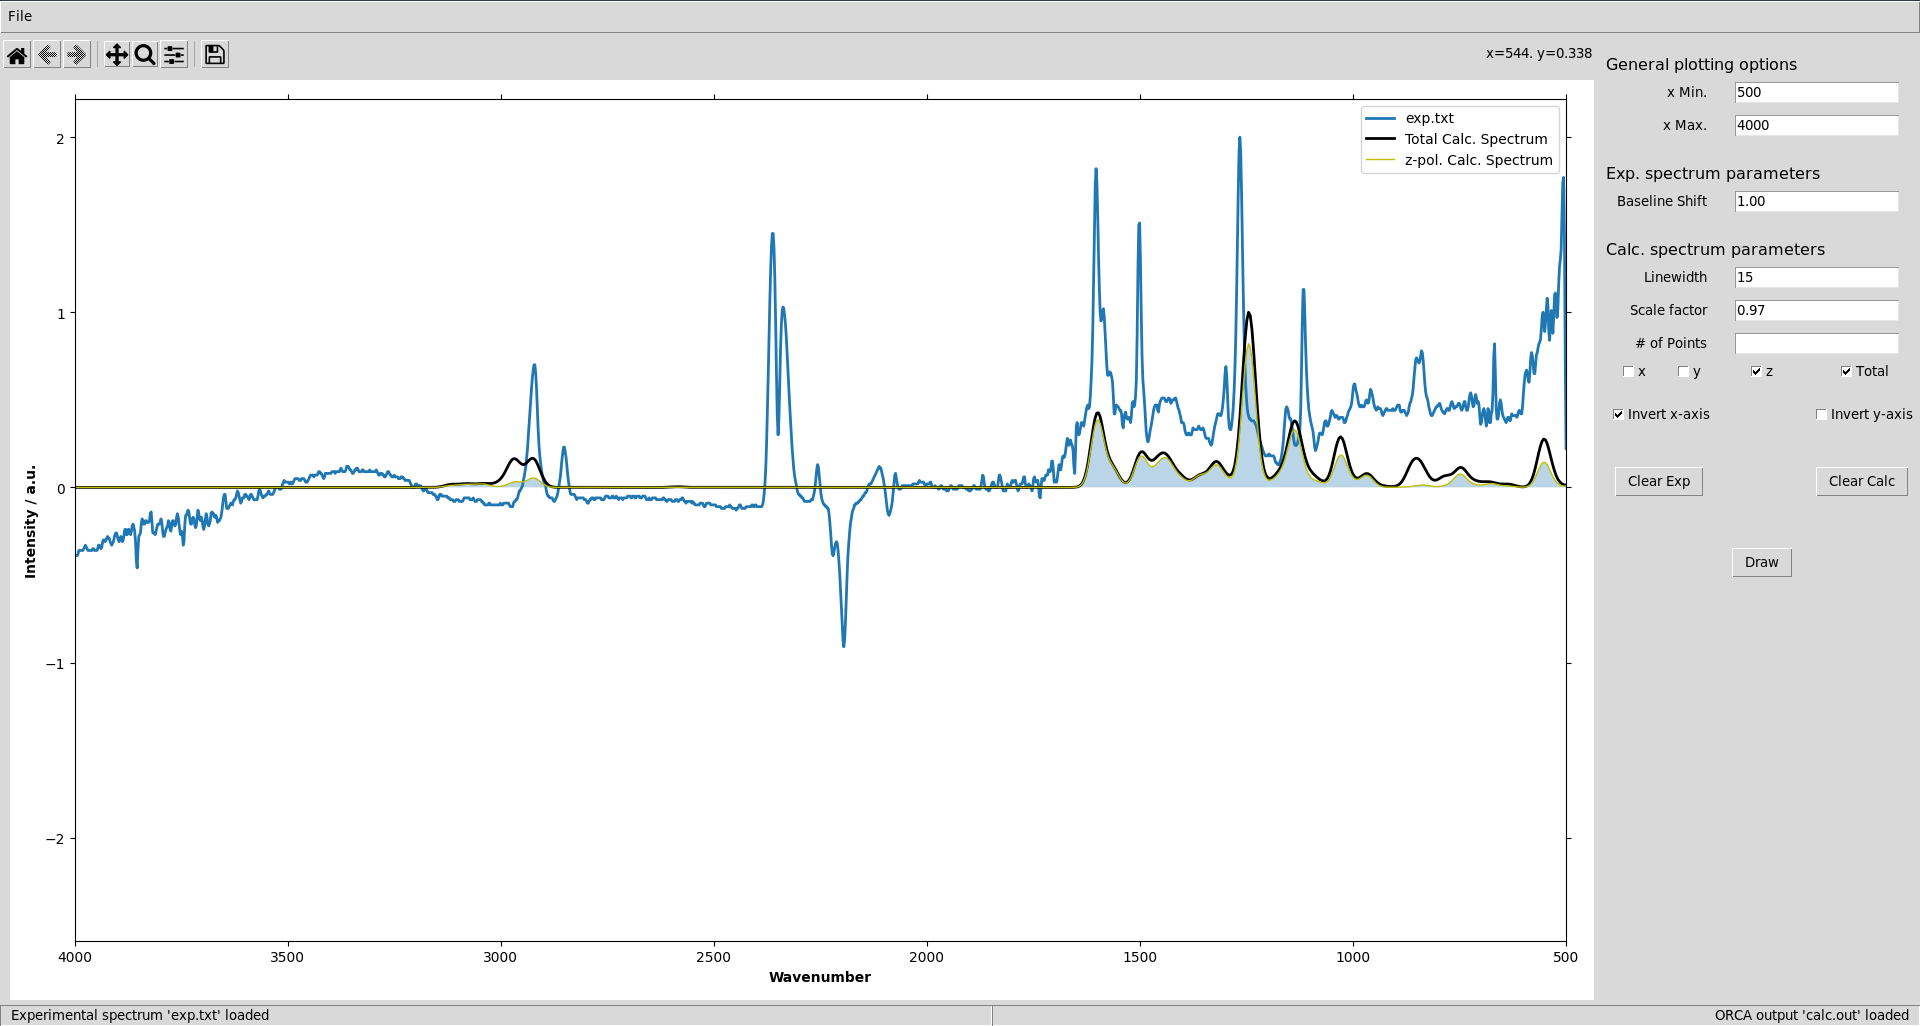 File
x=544. y=0.338
General plotting options
x Min. 500
x Max. 4000
Exp. spectrum parameters
Baseline Shift 1.00
Calc. spectrum parameters
Linewidth 15
Scale factor 0.97
# of Points
x y z Total
Invert x-axis Invert y-axis
Clear Exp Clear Calc
Draw
exp.txt
Total Calc. Spectrum
z-pol. Calc. Spectrum
2
1
0
−1
−2
Intensity / a.u.
4000 3500 3000 2500 2000 1500 1000 500
Wavenumber
Experimental spectrum 'exp.txt' loaded
ORCA output 'calc.out' loaded